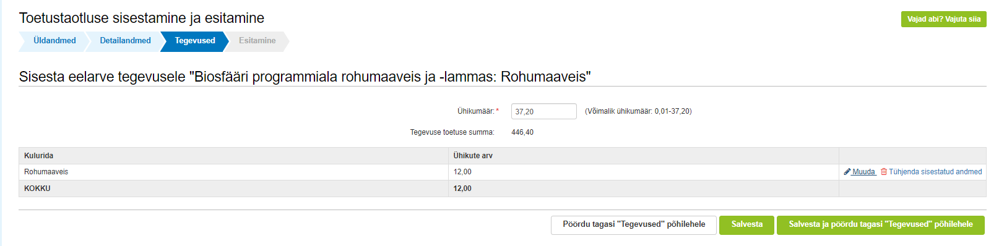 Toetustaotluse sisestamine ja esitamine
Vajad abi? Vajuta siia
Üldandmed Detailandmed Tegevused Esitamine
Sisesta eelarve tegevusele "Biosfääri programmiala rohumaaveis ja -lammas: Rohumaaveis"
Ühikumäär: * 37,20 (Võimalik ühikumäär: 0,01-37,20)
Tegevuse toetuse summa: 446,40
Kulurida Ühikute arv
Rohumaaveis 12,00 Muuda Tühjenda sisestatud andmed
KOKKU 12,00
Pöördu tagasi "Tegevused" põhilehele Salvesta Salvesta ja pöördu tagasi "Tegevused" põhilehele